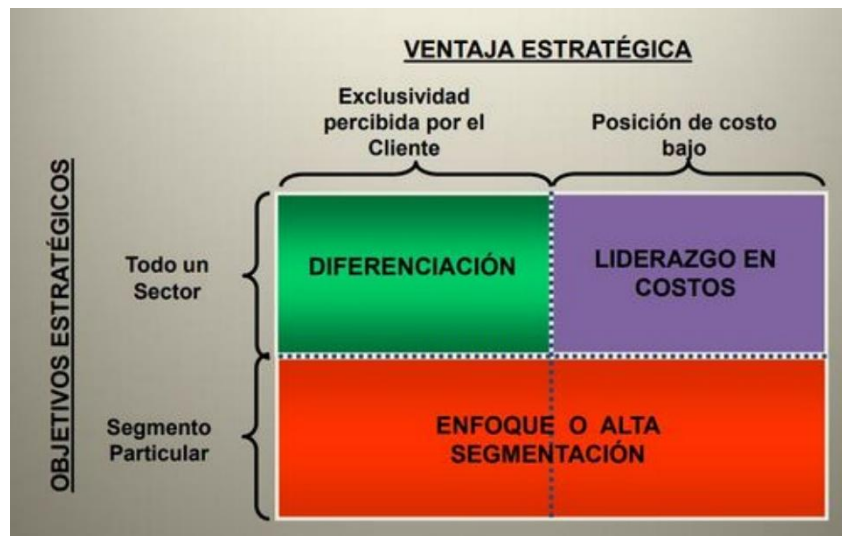 VENTAJA ESTRATÉGICA
Exclusividad
percibida por el
Cliente
Posición de costo
bajo
OBJETIVOS ESTRATÉGICOS
Todo un
Sector
DIFERENCIACIÓN
LIDERAZGO EN
COSTOS
Segmento
Particular
ENFOQUE O ALTA
SEGMENTACIÓN